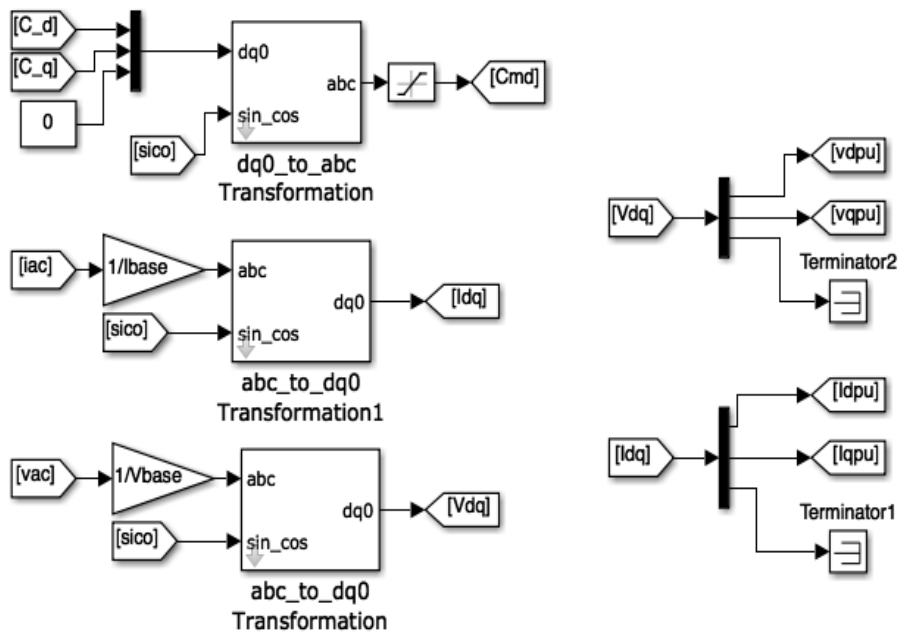 [C_d]
[C_q]
0
dq0
abc
sin_cos
[sico]
[Cmd]
dq0_to_abc
Transformation
[iac]
1/Ibase
abc
dq0
[Idq]
[sico]
sin_cos
abc_to_dq0
Transformation1
[vac]
1/Vbase
abc
dq0
[Vdq]
[sico]
sin_cos
abc_to_dq0
Transformation
[Vdq]
[vdpu]
[vqpu]
Terminator2
[Idq]
[Idpu]
[Iqpu]
Terminator1